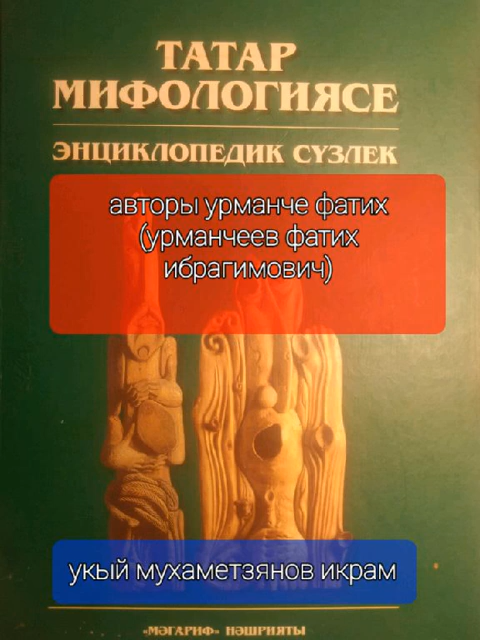 ТАТАР
МИФОЛОГИЯСЕ
ЭНЦИКЛОПЕДИК СҮЗЛЕК
авторы урманче фатих
(урманчеев фатих
ибрагимович)
укый мухаметзянов икрам
«МӘГАРИФ» НӘШРИЯТЫ